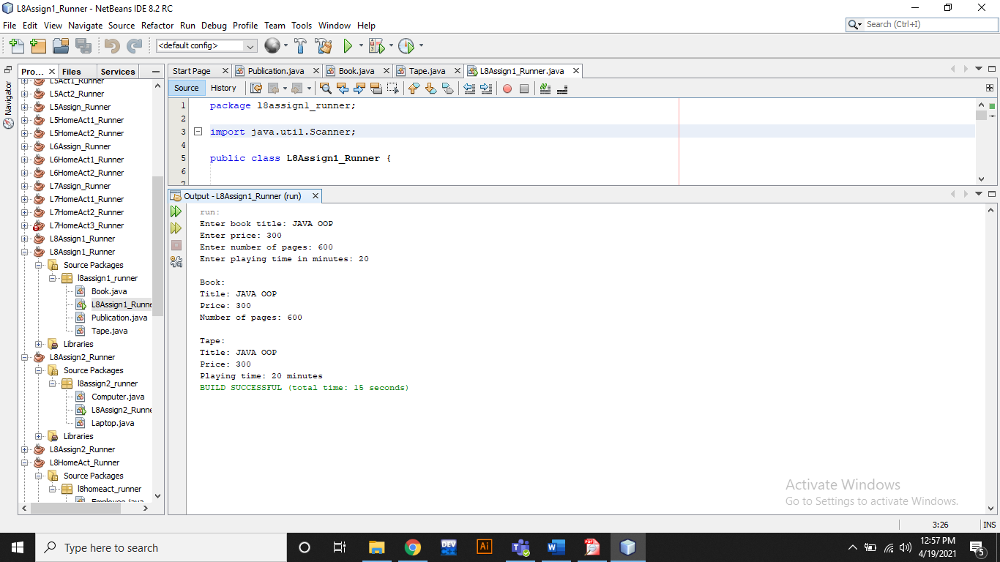 L8Assign1_Runner - NetBeans IDE 8.2 RC
File Edit View Navigate Source Refactor Run Debug Profile Team Tools Window Help
Search (Ctrl+I)
<default config>
Pro... Files Services
Navigator
L5Act1_Runner
L5Act2_Runner
L5Assign_Runner
L5HomeAct1_Runner
L5HomeAct2_Runner
L6Assign_Runner
L6HomeAct1_Runner
L6HomeAct2_Runner
L7Assign_Runner
L7HomeAct1_Runner
L7HomeAct2_Runner
L7HomeAct3_Runner
L8Assign1_Runner
L8Assign1_Runner
Source Packages
l8assign1_runner
Book.java
L8Assign1_Runne
Publication.java
Tape.java
Libraries
L8Assign2_Runner
Source Packages
l8assign2_runner
Computer.java
L8Assign2_Runne
Laptop.java
Libraries
L8Assign2_Runner
L8HomeAct_Runner
Source Packages
l8homeact_runner
Employee.java
Start Page Publication.java Book.java Tape.java L8Assign1_Runner.java
Source History
1 package l8assign1_runner;
2
3 import java.util.Scanner;
4
5 public class L8Assign1_Runner {
6
7
Output - L8Assign1_Runner (run)
run:
Enter book title: JAVA OOP
Enter price: 300
Enter number of pages: 600
Enter playing time in minutes: 20
Book:
Title: JAVA OOP
Price: 300
Number of pages: 600
Tape:
Title: JAVA OOP
Price: 300
Playing time: 20 minutes
BUILD SUCCESSFUL (total time: 15 seconds)
Activate Windows
Go to Settings to activate Windows.
3:26 INS
Type here to search
DEV
Ai
PDF
12:57 PM
4/19/2021
5